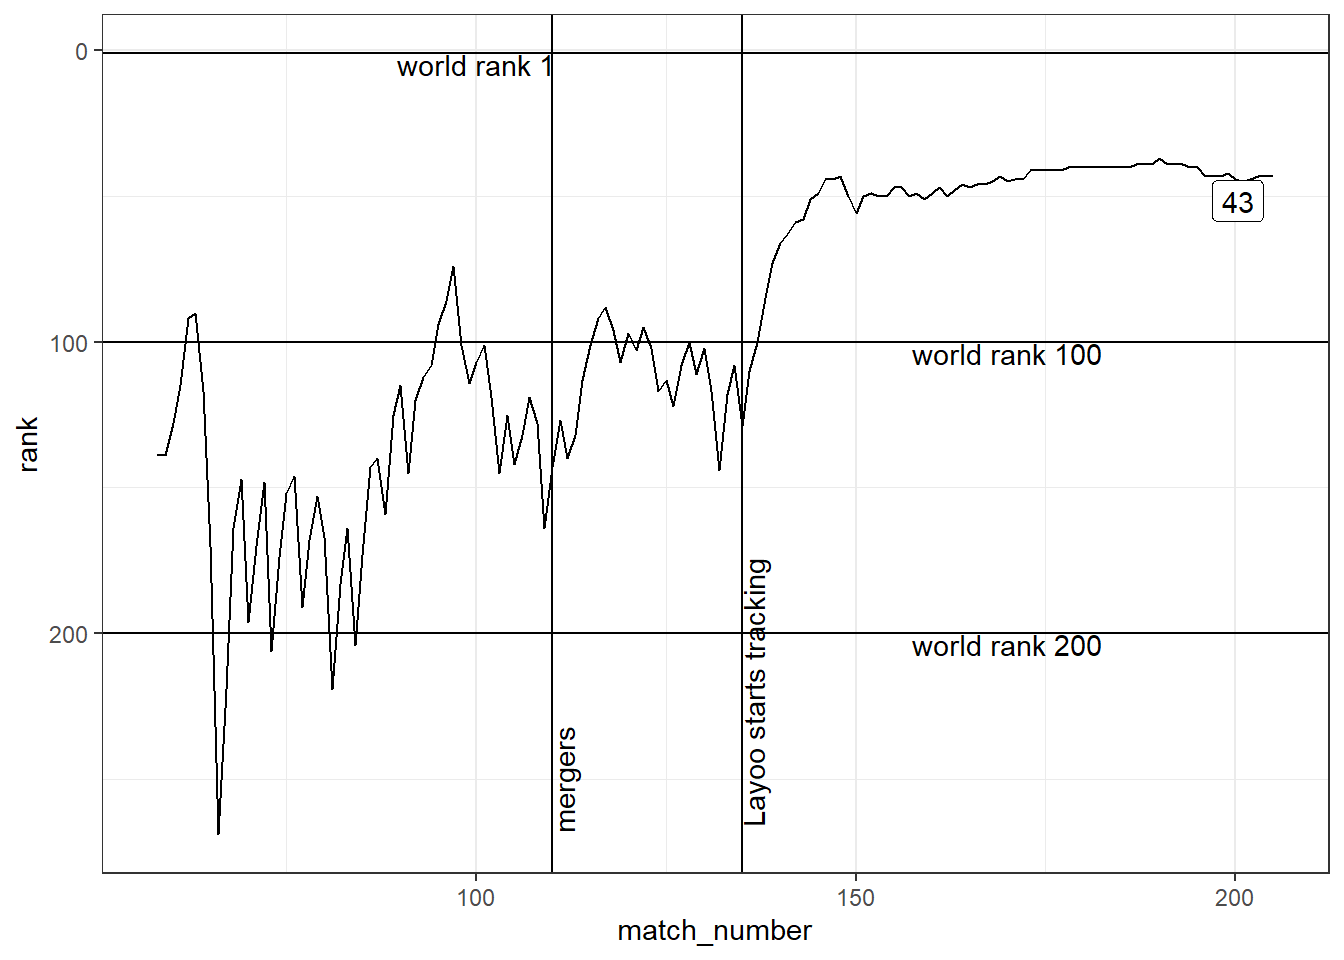 0
world rank 1
43
100
world rank 100
rank
200
world rank 200
mergers
Layoo starts tracking
100
150
200
match_number